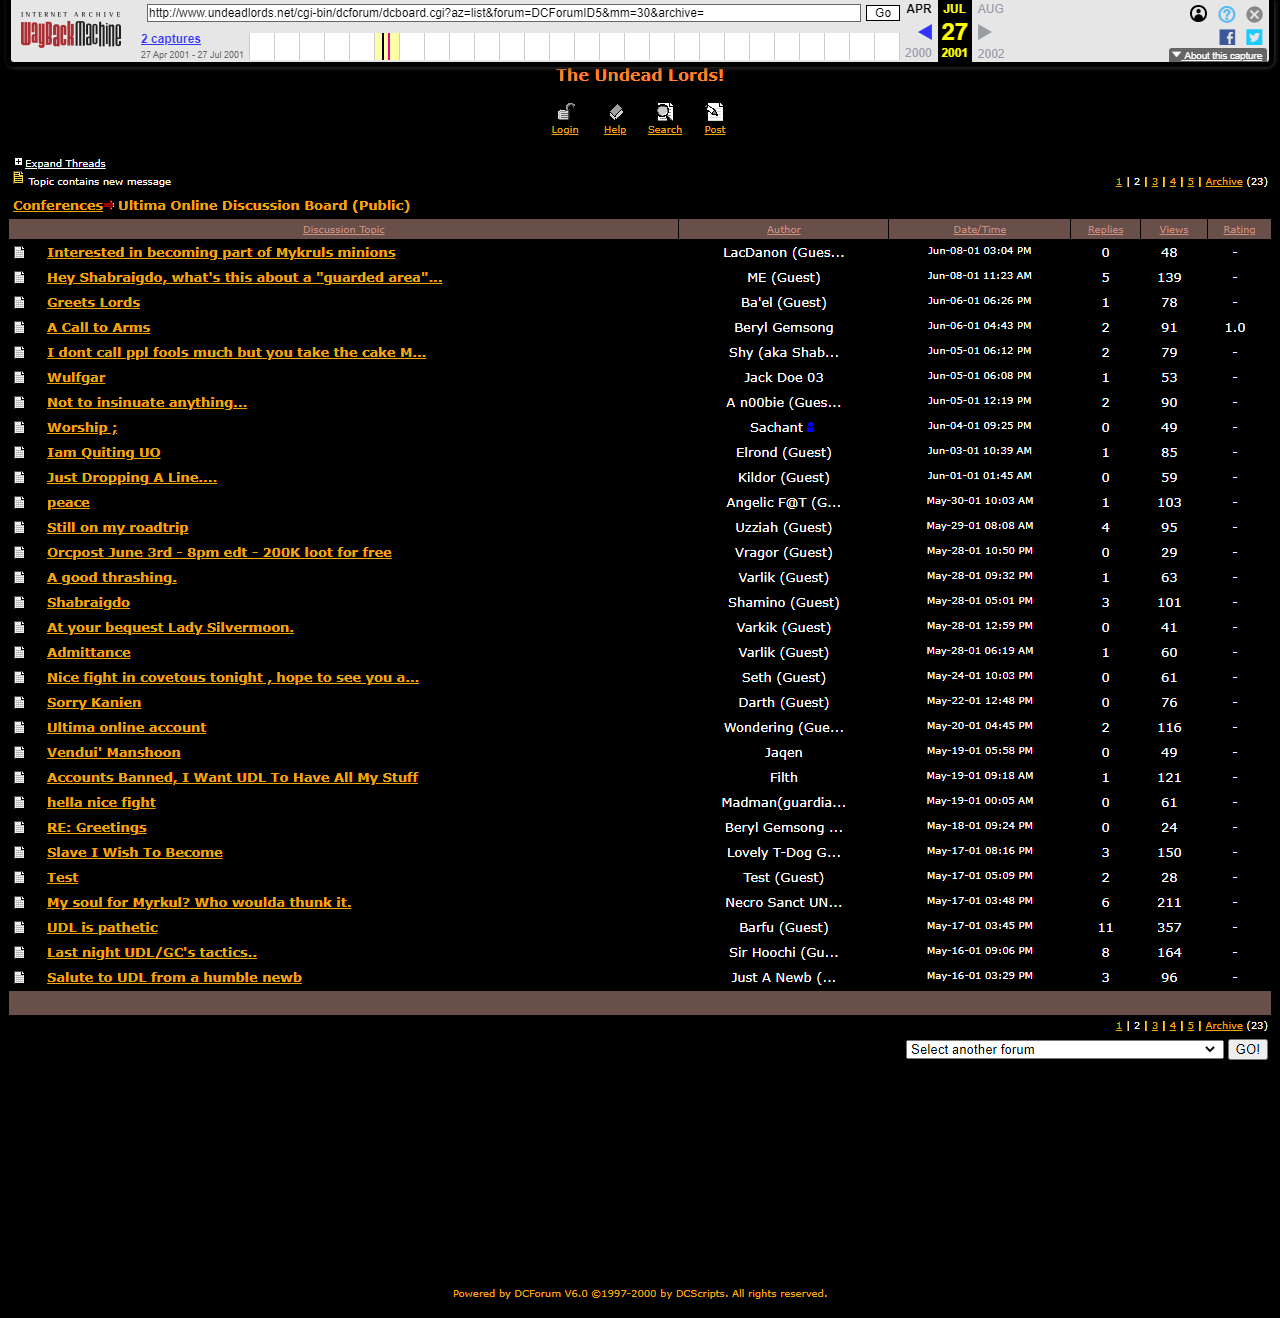 INTERNET ARCHIVE
WayBackMachine
http://www.undeadlords.net/cgi-bin/dcforum/dcboard.cgi?az=list&forum=DCForumID5&mm=30&archive=
Go
APR JUL AUG
2 captures
27
27 Apr 2001 - 27 Jul 2001
2000 2001 2002
About this capture
The Undead Lords!
Login Help Search Post
Expand Threads
Topic contains new message
1 | 2 | 3 | 4 | 5 | Archive (23)
Conferences Ultima Online Discussion Board (Public)
Discussion Topic Author Date/Time Replies Views Rating
Interested in becoming part of Mykruls minions LacDanon (Gues... Jun-08-01 03:04 PM 0 48 -
Hey Shabraigdo, what's this about a "guarded area"... ME (Guest) Jun-08-01 11:23 AM 5 139 -
Greets Lords Ba'el (Guest) Jun-06-01 06:26 PM 1 78 -
A Call to Arms Beryl Gemsong Jun-06-01 04:43 PM 2 91 1.0
I dont call ppl fools much but you take the cake M... Shy (aka Shab... Jun-05-01 06:12 PM 2 79 -
Wulfgar Jack Doe 03 Jun-05-01 06:08 PM 1 53 -
Not to insinuate anything... A n00bie (Gues... Jun-05-01 12:19 PM 2 90 -
Worship ; Sachant Jun-04-01 09:25 PM 0 49 -
Iam Quiting UO Elrond (Guest) Jun-03-01 10:39 AM 1 85 -
Just Dropping A Line.... Kildor (Guest) Jun-01-01 01:45 AM 0 59 -
peace Angelic F@T (G... May-30-01 10:03 AM 1 103 -
Still on my roadtrip Uzziah (Guest) May-29-01 08:08 AM 4 95 -
Orcpost June 3rd - 8pm edt - 200K loot for free Vragor (Guest) May-28-01 10:50 PM 0 29 -
A good thrashing. Varlik (Guest) May-28-01 09:32 PM 1 63 -
Shabraigdo Shamino (Guest) May-28-01 05:01 PM 3 101 -
At your bequest Lady Silvermoon. Varkik (Guest) May-28-01 12:59 PM 0 41 -
Admittance Varlik (Guest) May-28-01 06:19 AM 1 60 -
Nice fight in covetous tonight , hope to see you a... Seth (Guest) May-24-01 10:03 PM 0 61 -
Sorry Kanien Darth (Guest) May-22-01 12:48 PM 0 76 -
Ultima online account Wondering (Gue... May-20-01 04:45 PM 2 116 -
Vendui' Manshoon Jaqen May-19-01 05:58 PM 0 49 -
Accounts Banned, I Want UDL To Have All My Stuff Filth May-19-01 09:18 AM 1 121 -
hella nice fight Madman(guardia... May-19-01 00:05 AM 0 61 -
RE: Greetings Beryl Gemsong ... May-18-01 09:24 PM 0 24 -
Slave I Wish To Become Lovely T-Dog G... May-17-01 08:16 PM 3 150 -
Test Test (Guest) May-17-01 05:09 PM 2 28 -
My soul for Myrkul? Who woulda thunk it. Necro Sanct UN... May-17-01 03:48 PM 6 211 -
UDL is pathetic Barfu (Guest) May-17-01 03:45 PM 11 357 -
Last night UDL/GC's tactics.. Sir Hoochi (Gu... May-16-01 09:06 PM 8 164 -
Salute to UDL from a humble newb Just A Newb (... May-16-01 03:29 PM 3 96 -
1 | 2 | 3 | 4 | 5 | Archive (23)
Select another forum GO!
Powered by DCForum V6.0 ©1997-2000 by DCScripts. All rights reserved.